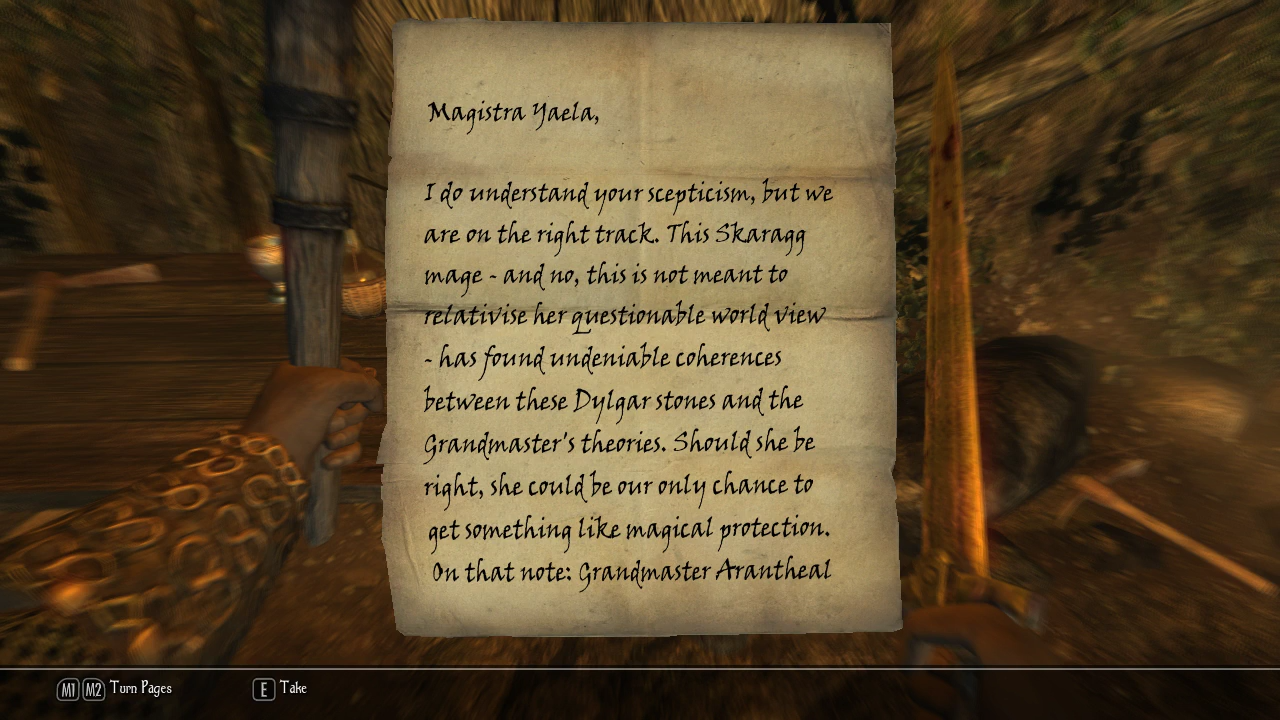 Magistra Yaela,
I do understand your scepticism, but we
are on the right track. This Skaragg
mage - and no, this is not meant to
relativise her questionable world view
- has found undeniable coherences
between these Dylgar stones and the
Grandmaster's theories. Should she be
right, she could be our only chance to
get something like magical protection.
On that note: Grandmaster Arantheal
M1 M2 Turn Pages E Take